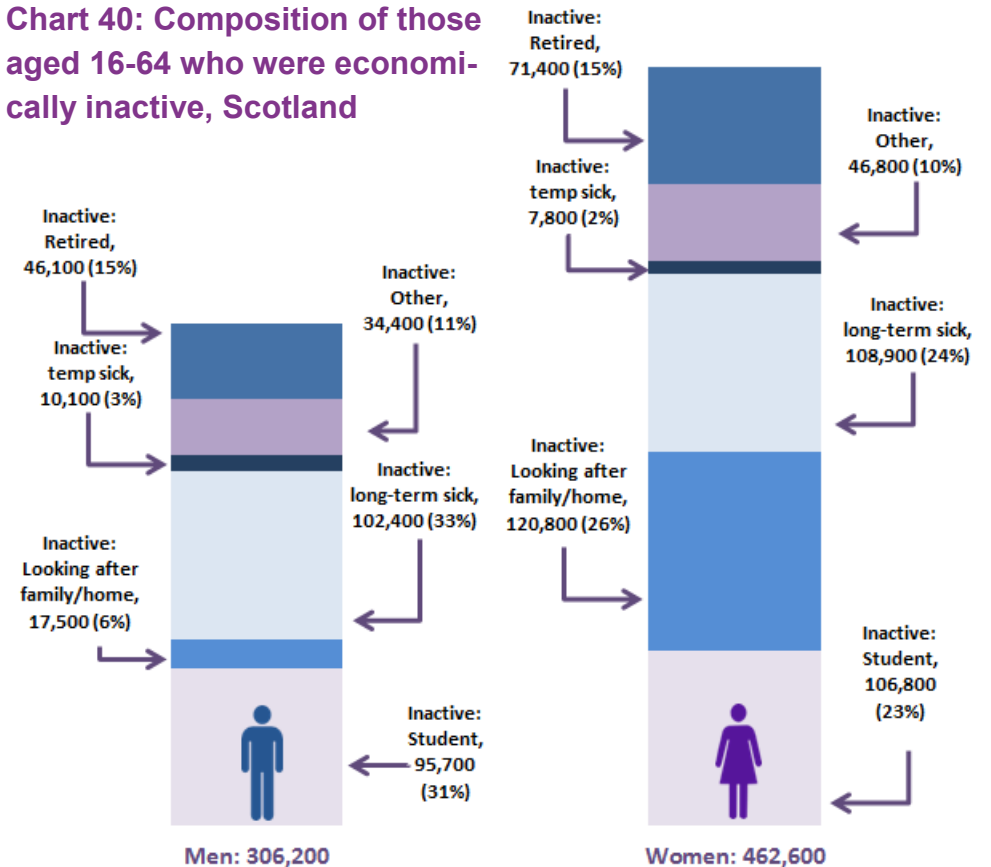 Chart 40: Composition of those
aged 16-64 who were economi-
cally inactive, Scotland
Inactive:
Retired,
46,100 (15%)
Inactive:
Other,
34,400 (11%)
Inactive:
temp sick,
10,100 (3%)
Inactive:
long-term sick,
102,400 (33%)
Inactive:
Looking after
family/home,
17,500 (6%)
Inactive:
Student,
95,700
(31%)
Men: 306,200
Inactive:
Retired,
71,400 (15%)
Inactive:
Other,
46,800 (10%)
Inactive:
temp sick,
7,800 (2%)
Inactive:
long-term sick,
108,900 (24%)
Inactive:
Looking after
family/home,
120,800 (26%)
Inactive:
Student,
106,800
(23%)
Women: 462,600